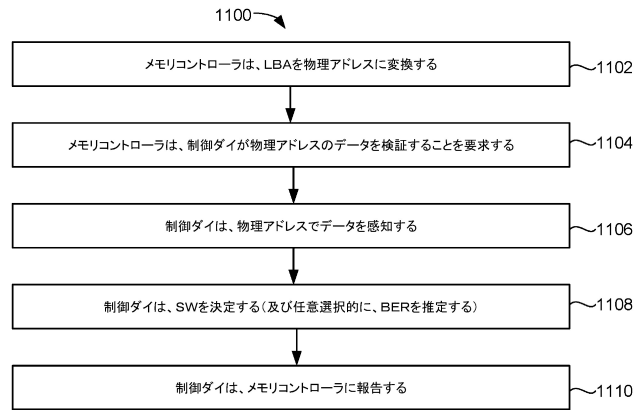 1100
メモリコントローラは、LBAを物理アドレスに変換する
1102
メモリコントローラは、制御ダイが物理アドレスのデータを検証することを要求する
1104
制御ダイは、物理アドレスでデータを感知する
1106
制御ダイは、SWを決定する(及び任意選択的に、BERを推定する)
1108
制御ダイは、メモリコントローラに報告する
1110